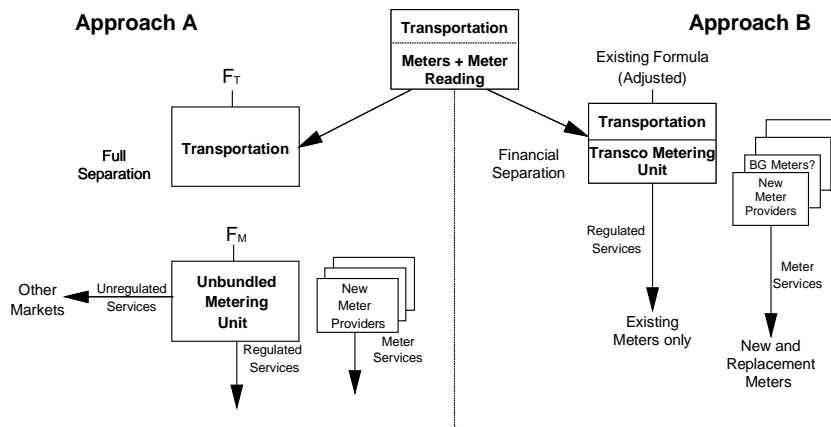 Approach A
Transportation
Meters + Meter
Reading
Approach B
F_T
Transportation
Full
Separation
Existing Formula
(Adjusted)
Transportation
Transco Metering
Unit
Financial
Separation
BG Meters?
New
Meter
Providers
F_M
Unbundled
Metering
Unit
Other
Markets
Unregulated
Services
New
Meter
Providers
Regulated
Services
Meter
Services
Regulated
Services
Existing
Meters only
Meter
Services
New and
Replacement
Meters